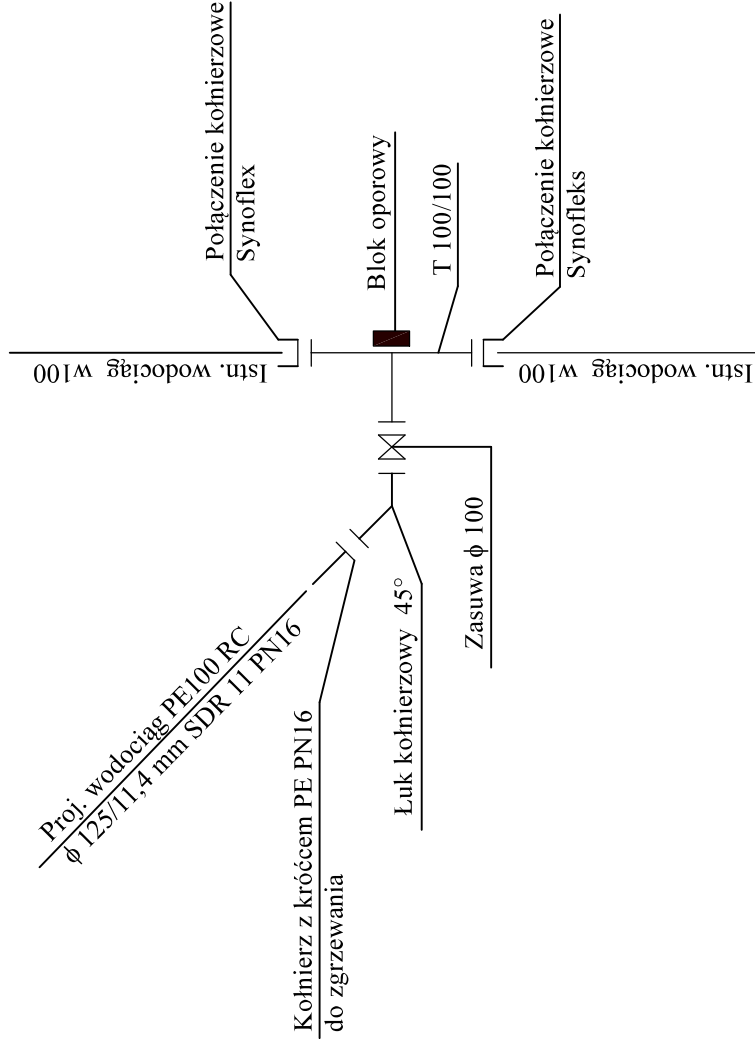 Połączenie kołnierzowe
Synoflex
Istn. wodociąg w100
Blok oporowy
T 100/100
Połączenie kołnierzowe
Synofleks
Istn. wodociąg w100
Zasuwa ϕ 100
Łuk kołnierzowy 45°
Proj. wodociąg PE100 RC
ϕ 125/11,4 mm SDR 11 PN16
Kołnierz z króćcem PE PN16
do zgrzewania